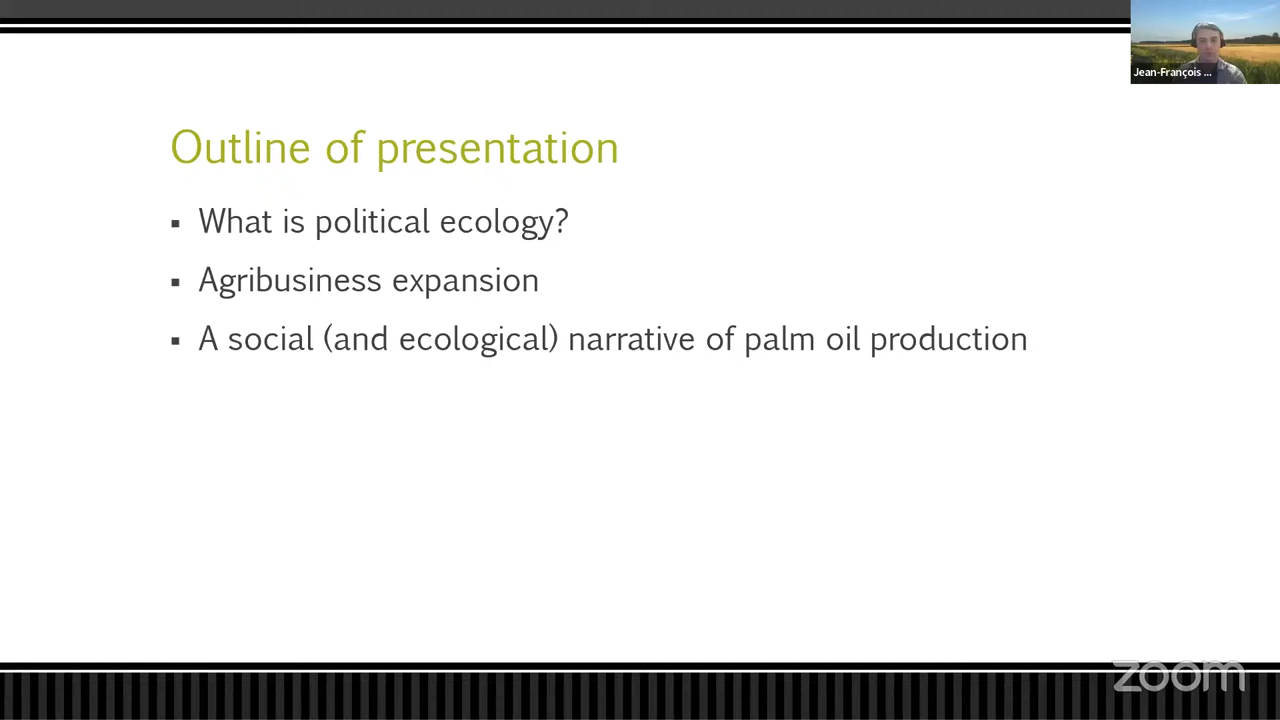 Jean-François ...
Outline of presentation
▪ What is political ecology?
▪ Agribusiness expansion
▪ A social (and ecological) narrative of palm oil production
zoom